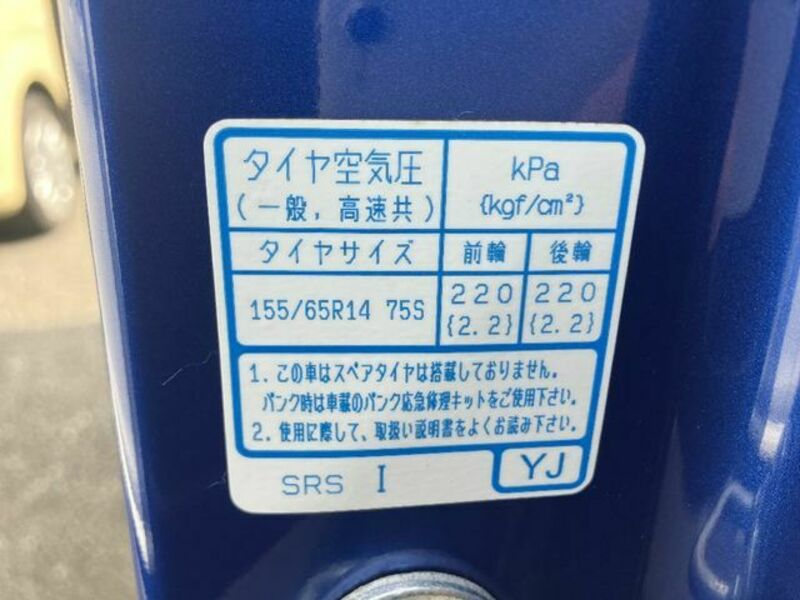 タイヤ空気圧
(一般，高速共)
kPa
{kgf/cm²}
タイヤサイズ 前輪 後輪
155/65R14 75S 220 220
{2.2} {2.2}
1. この車はスペアタイヤは搭載しておりません．
パンク時は車載のパンク応急修理キットをご使用下さい．
2. 使用に際して、取扱い説明書をよくお読み下さい．
SRS I YJ